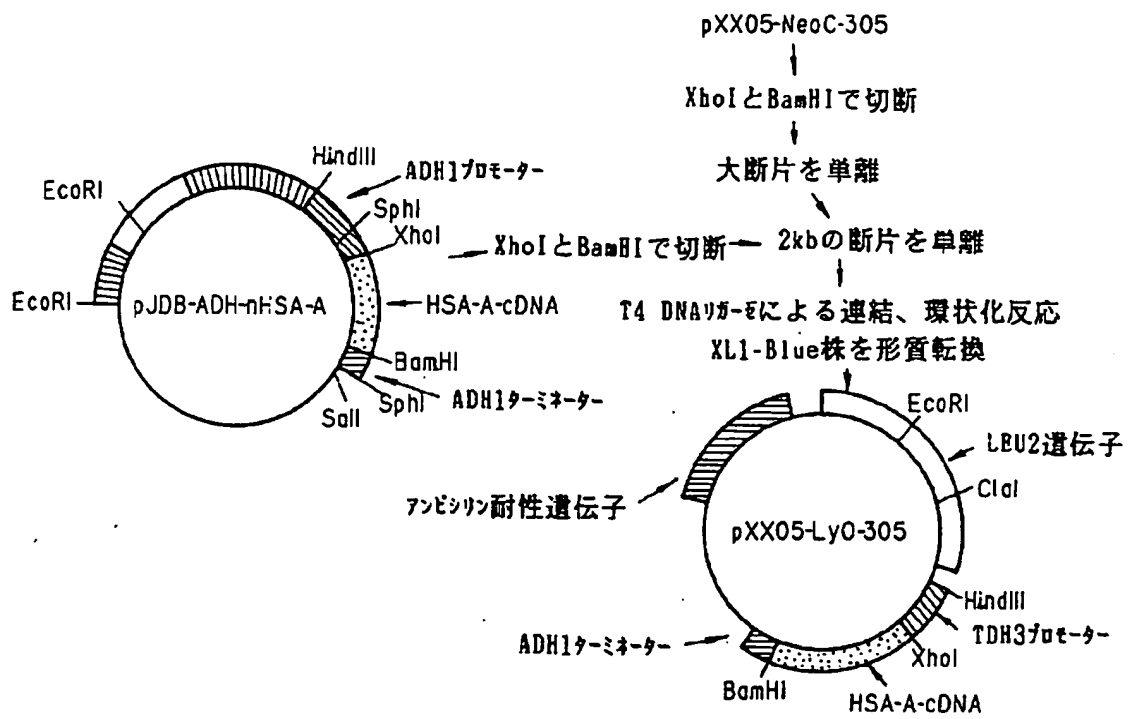 pXX05-NeoC-305
XhoIとBamHIで切断
大断片を単離
HindIII
ADH1プロモーター
EcoRI
SphI
XhoI
XhoIとBamHIで切断
2kbの断片を単離
EcoRI
pJDB-ADH-nHSA-A
HSA-A-cDNA
T4 DNAリガーゼによる連結、環状化反応
XL1-Blue株を形質転換
BamHI
SphI
ADH1ターミネーター
SalI
EcoRI
LEU2遺伝子
ClaI
アンピシリン耐性遺伝子
pXX05-LyO-305
HindIII
TDH3プロモーター
ADH1ターミネーター
XhoI
BamHI
HSA-A-cDNA